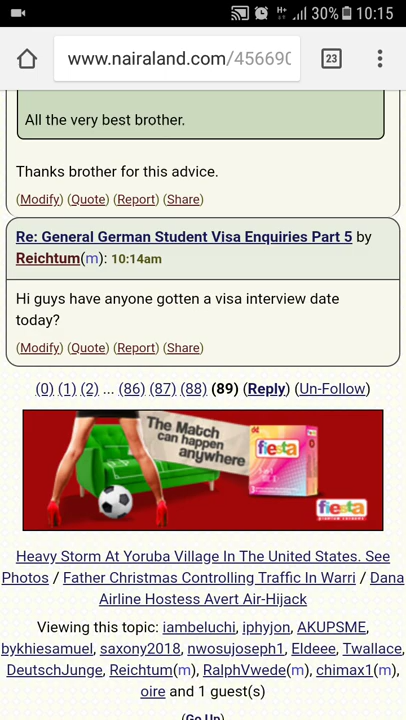 H+ 30% 10:15
www.nairaland.com/456690
23
All the very best brother.
Thanks brother for this advice.
(Modify) (Quote) (Report) (Share)
Re: General German Student Visa Enquiries Part 5 by
Reichtum(m): 10:14am
Hi guys have anyone gotten a visa interview date
today?
(Modify) (Quote) (Report) (Share)
(0) (1) (2) ... (86) (87) (88) (89) (Reply) (Un-Follow)
The Match
can happen
anywhere
fiesta
fiesta
Heavy Storm At Yoruba Village In The United States. See
Photos / Father Christmas Controlling Traffic In Warri / Dana
Airline Hostess Avert Air-Hijack
Viewing this topic: iambeluchi, iphyjon, AKUPSME,
bykhiesamuel, saxony2018, nwosujoseph1, Eldeee, Twallace,
DeutschJunge, Reichtum(m), RalphVwede(m), chimax1(m),
oire and 1 guest(s)
(Go Up)